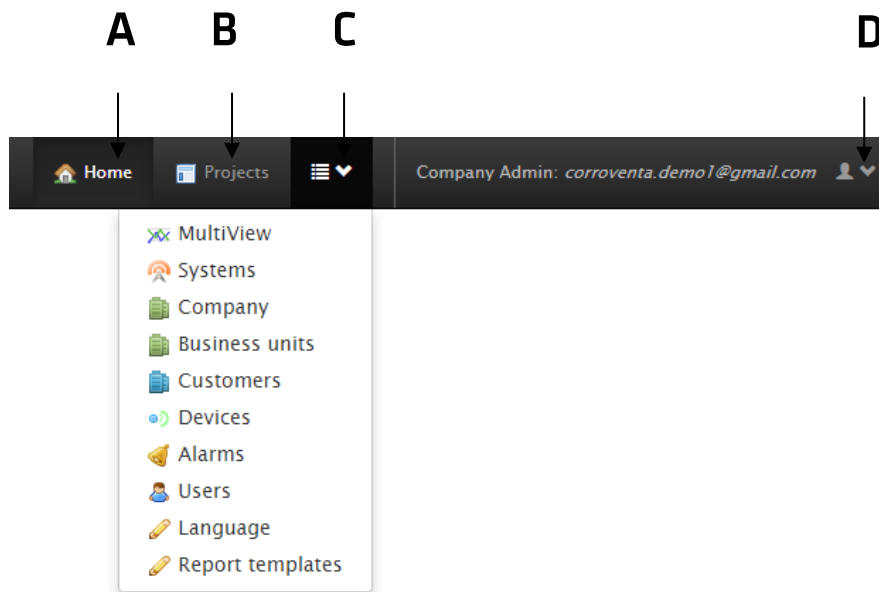 A B C D
Home Projects Company Admin: corroventa.demo1@gmail.com
MultiView
Systems
Company
Business units
Customers
Devices
Alarms
Users
Language
Report templates